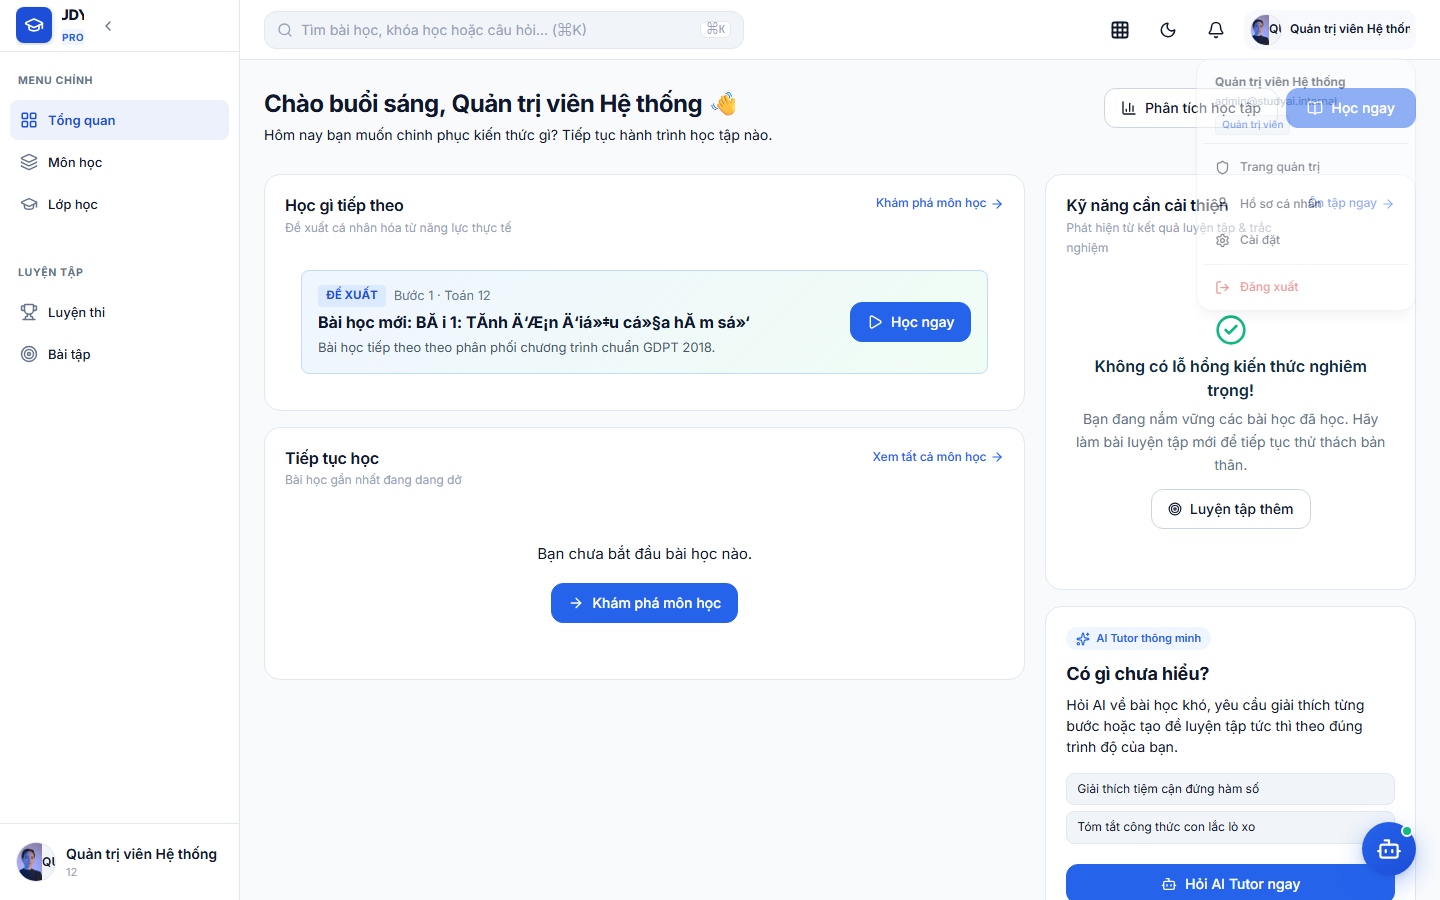 JDY
PRO
MENU CHÍNH
Tổng quan
Môn học
Lớp học
LUYỆN TẬP
Luyện thi
Bài tập
Quản trị viên Hệ thống
12
Tìm bài học, khóa học hoặc câu hỏi... (⌘K)
⌘K
Quản trị viên Hệ thốn
Chào buổi sáng, Quản trị viên Hệ thống 👋
Hôm nay bạn muốn chinh phục kiến thức gì? Tiếp tục hành trình học tập nào.
Phân tích học tập
Học ngay
Quản trị viên Hệ thống
admin@studyai.internal
Quản trị viên
Trang quản trị
Hồ sơ cá nhân
Cài đặt
Đăng xuất
Học gì tiếp theo
Khám phá môn học →
Đề xuất cá nhân hóa từ năng lực thực tế
ĐỀ XUẤT
Bước 1 · Toán 12
Bài học mới: BÃ i 1: TÃ­nh Ä‘Æ¡n Ä‘iá»‡u cá»§a hÃ m sá»‘
Bài học tiếp theo theo phân phối chương trình chuẩn GDPT 2018.
Học ngay
Tiếp tục học
Xem tất cả môn học →
Bài học gần nhất đang dang dở
Bạn chưa bắt đầu bài học nào.
Khám phá môn học
Kỹ năng cần cải thiện
Ôn tập ngay →
Phát hiện từ kết quả luyện tập & trắc
nghiệm
Không có lỗ hổng kiến thức nghiêm
trọng!
Bạn đang nắm vững các bài học đã học. Hãy
làm bài luyện tập mới để tiếp tục thử thách bản
thân.
Luyện tập thêm
AI Tutor thông minh
Có gì chưa hiểu?
Hỏi AI về bài học khó, yêu cầu giải thích từng
bước hoặc tạo đề luyện tập tức thì theo đúng
trình độ của bạn.
Giải thích tiệm cận đứng hàm số
Tóm tắt công thức con lắc lò xo
Hỏi AI Tutor ngay